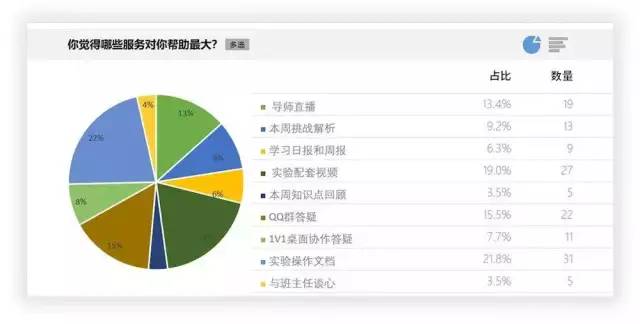 你觉得哪些服务对你帮助最大? 多选
占比 数量
导师直播 13.4% 19
本周挑战解析 9.2% 13
学习日报和周报 6.3% 9
实验配套视频 19.0% 27
本周知识点回顾 3.5% 5
QQ群答疑 15.5% 22
1V1桌面协作答疑 7.7% 11
实验操作文档 21.8% 31
与班主任谈心 3.5% 5
4%
13%
22%
9%
6%
8%
15%